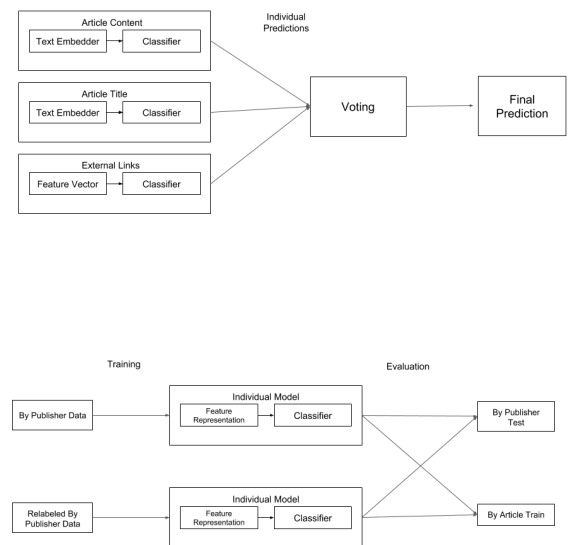 Article Content
Text Embedder
Classifier
Individual
Predictions
Article Title
Text Embedder
Classifier
Voting
Final
Prediction
External Links
Feature Vector
Classifier
Training
Evaluation
By Publisher Data
Individual Model
Feature
Representation
Classifier
By Publisher
Test
Relabeled By
Publisher Data
Individual Model
Feature
Representation
Classifier
By Article Train